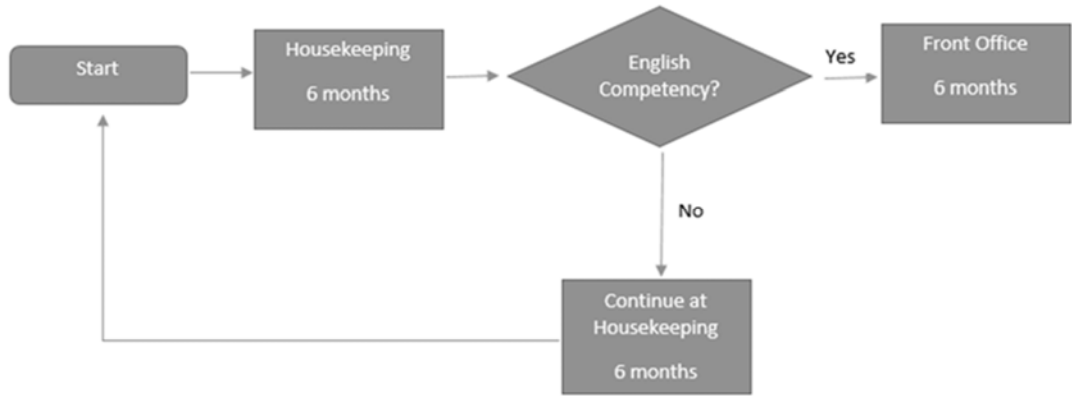 Start
Housekeeping
6 months
English
Competency?
Yes
Front Office
6 months
No
Continue at
Housekeeping
6 months